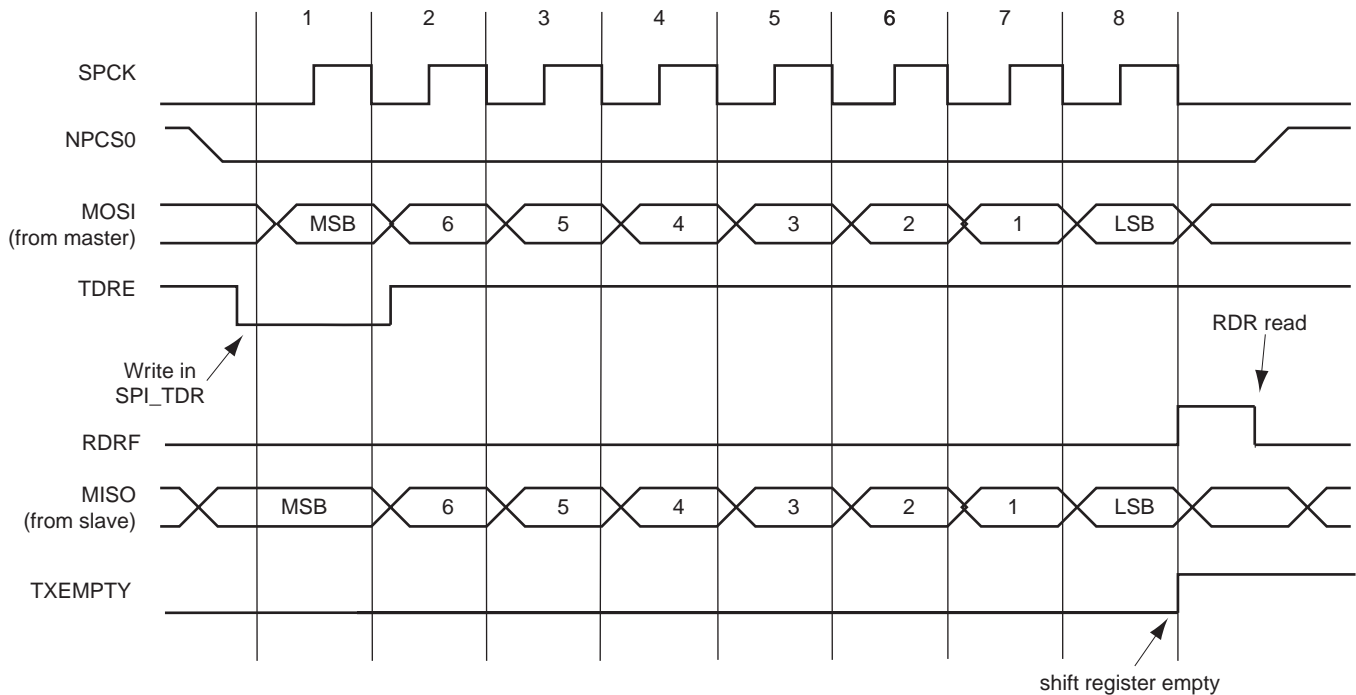 1 2 3 4 5 6 7 8
SPCK
NPCS0
MOSI
(from master)
MSB 6 5 4 3 2 1 LSB
TDRE
RDR read
Write in
SPI_TDR
RDRF
MISO
(from slave)
MSB 6 5 4 3 2 1 LSB
TXEMPTY
shift register empty